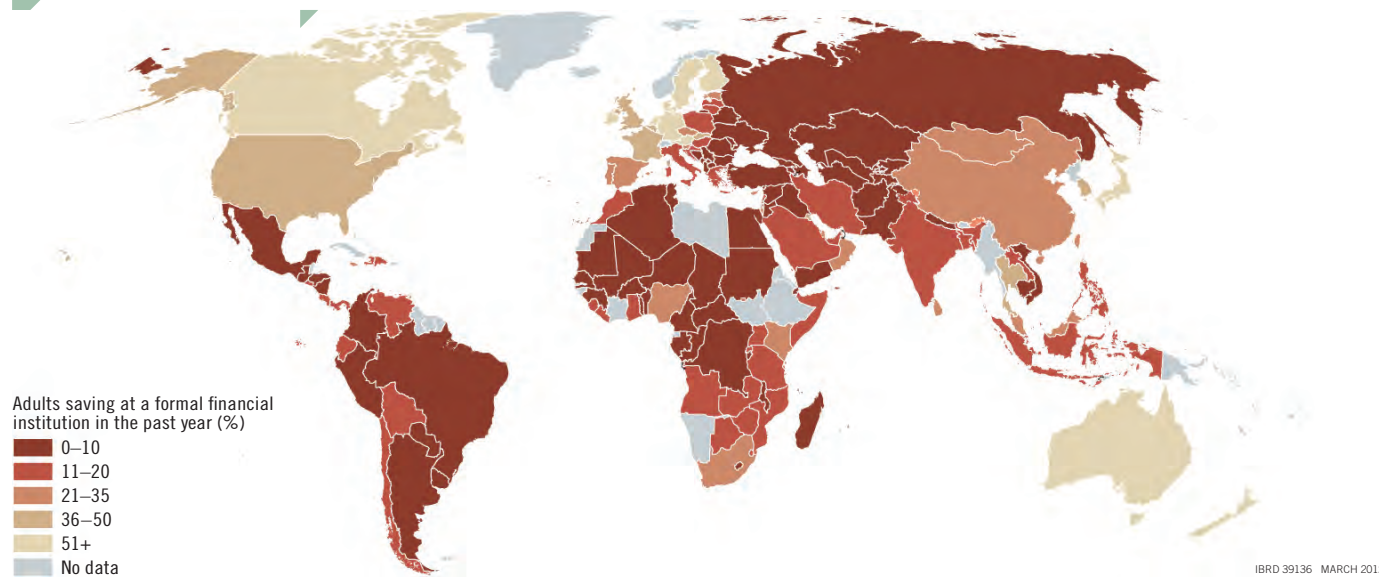 Adults saving at a formal financial
institution in the past year (%)
0–10
11–20
21–35
36–50
51+
No data
IBRD 39136 MARCH 201